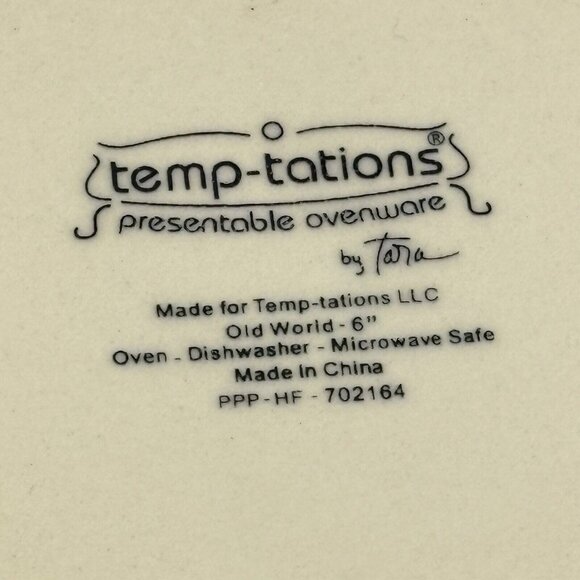 temp-tations®
presentable ovenware
by Tara
Made for Temp-tations LLC
Old World - 6"
Oven - Dishwasher - Microwave Safe
Made In China
PPP-HF - 702164